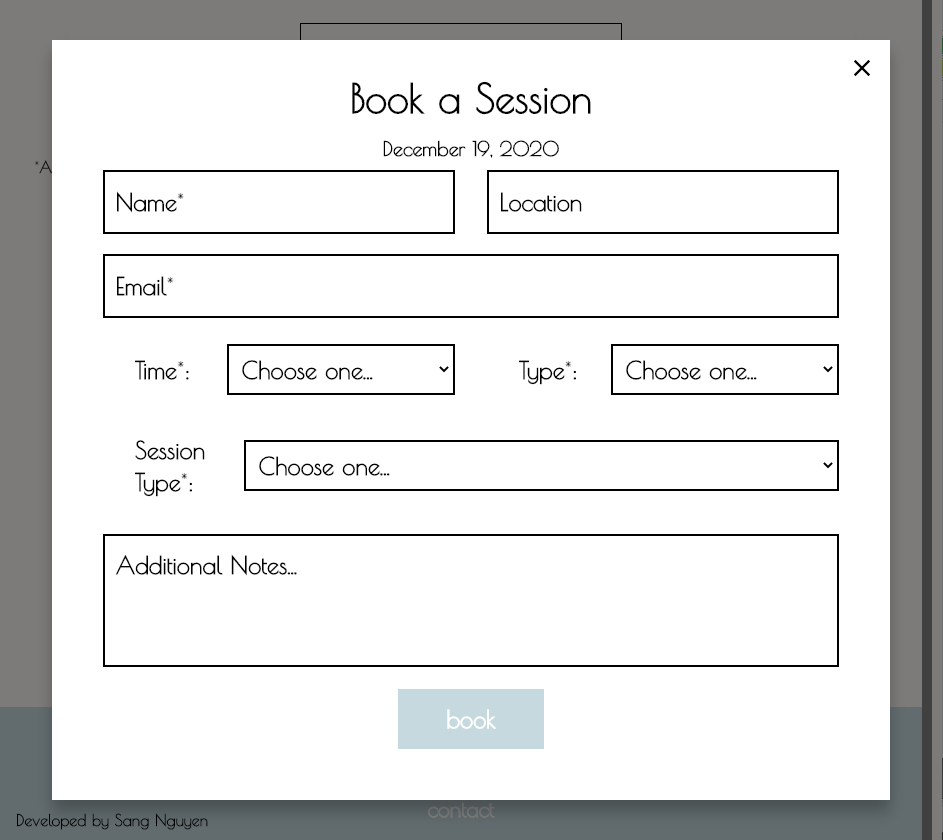 Book a Session
December 19, 2020
*A
Name*
Location
Email*
Time*:
Choose one...
Type*:
Choose one...
Session
Type*:
Choose one...
Additional Notes...
book
contact
Developed by Sang Nguyen